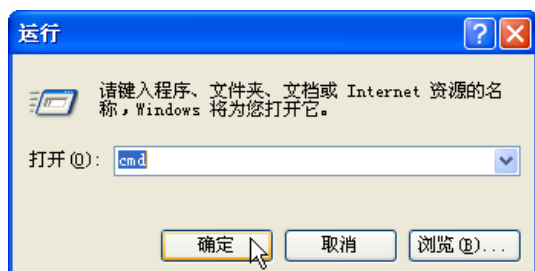 运行
请键入程序、文件夹、文档或 Internet 资源的名
称，Windows 将为您打开它。
打开(O): cmd
确定 取消 浏览(B)...